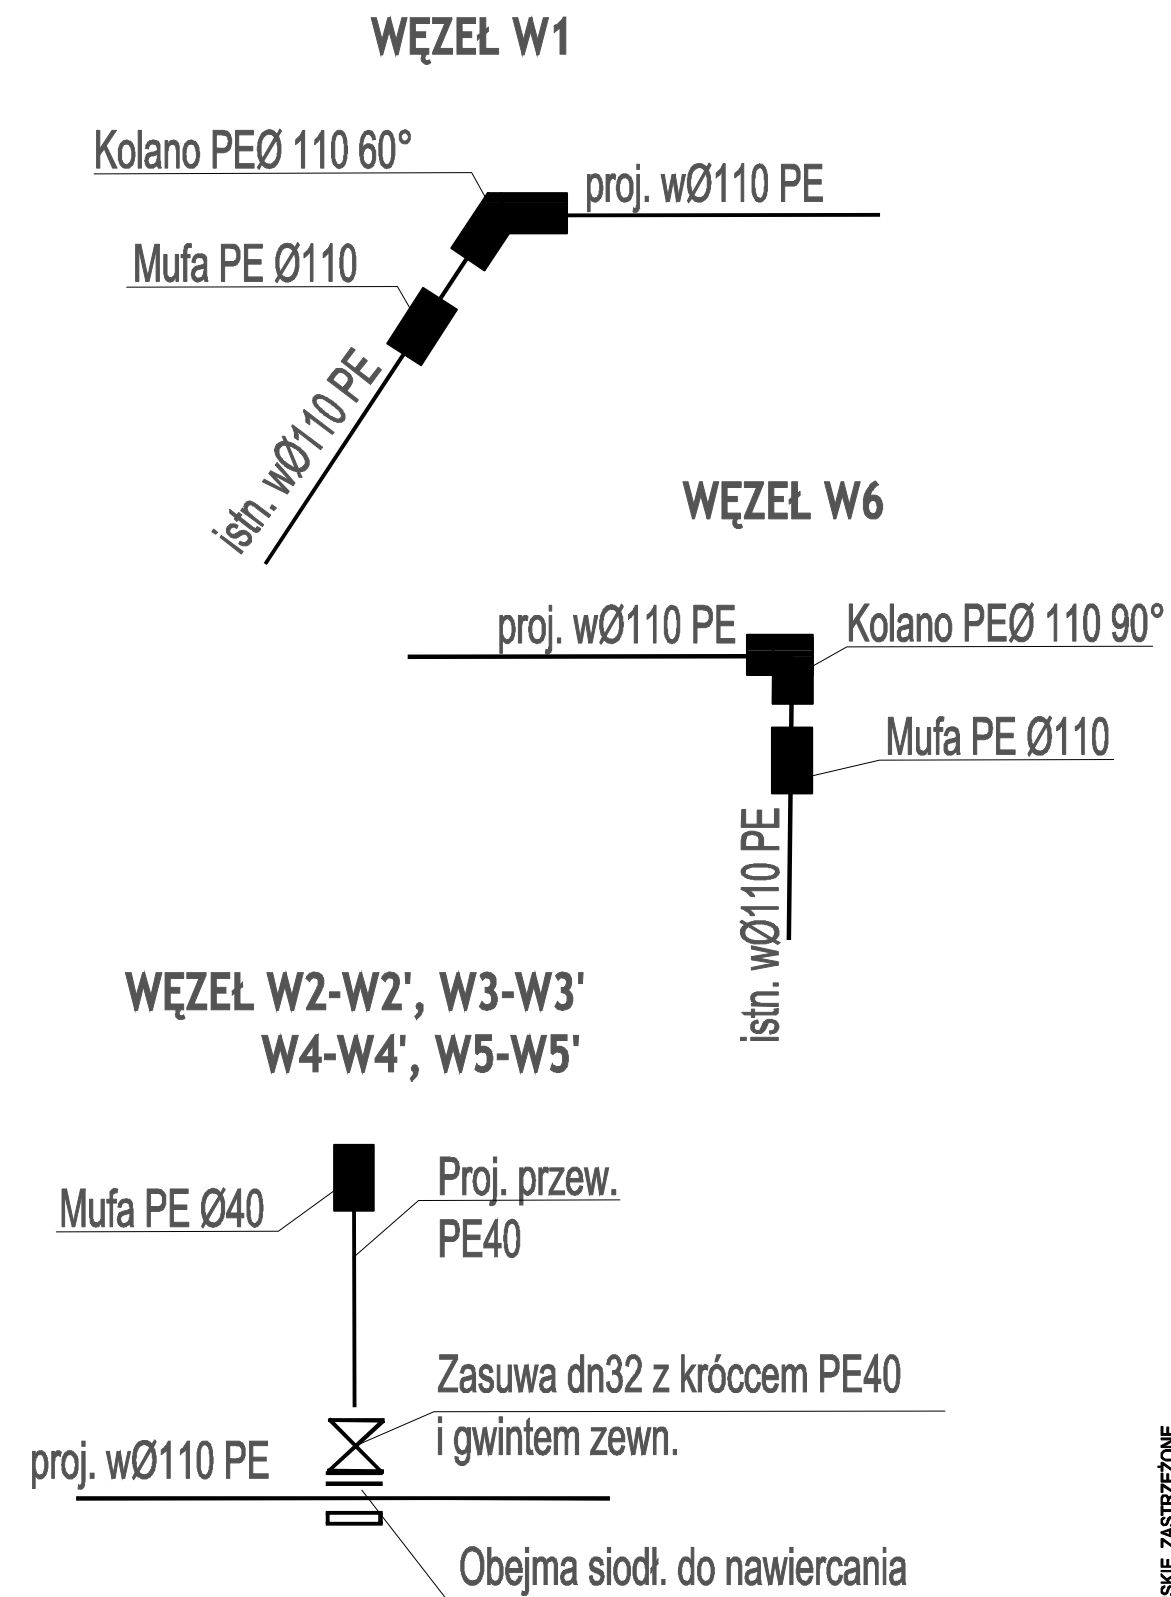 WĘZEŁ W1
Kolano PEØ 110 60°
proj. wØ110 PE
Mufa PE Ø110
istn. wØ110 PE
WĘZEŁ W6
proj. wØ110 PE
Kolano PEØ 110 90°
Mufa PE Ø110
istn. wØ110 PE
WĘZEŁ W2-W2', W3-W3'
W4-W4', W5-W5'
Mufa PE Ø40
Proj. przew.
PE40
Zasuwa dn32 z króccem PE40
i gwintem zewn.
proj. wØ110 PE
Obejma siodł. do nawiercania
SKIE ZASTRZEŻONE